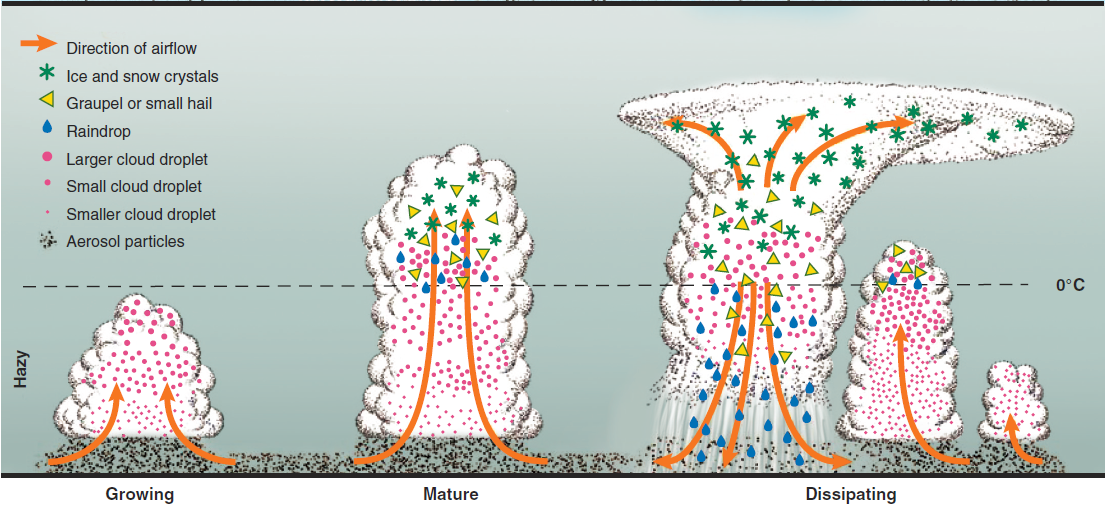 Direction of airflow
Ice and snow crystals
Graupel or small hail
Raindrop
Larger cloud droplet
Small cloud droplet
Smaller cloud droplet
Aerosol particles
0°C
Hazy
Growing
Mature
Dissipating